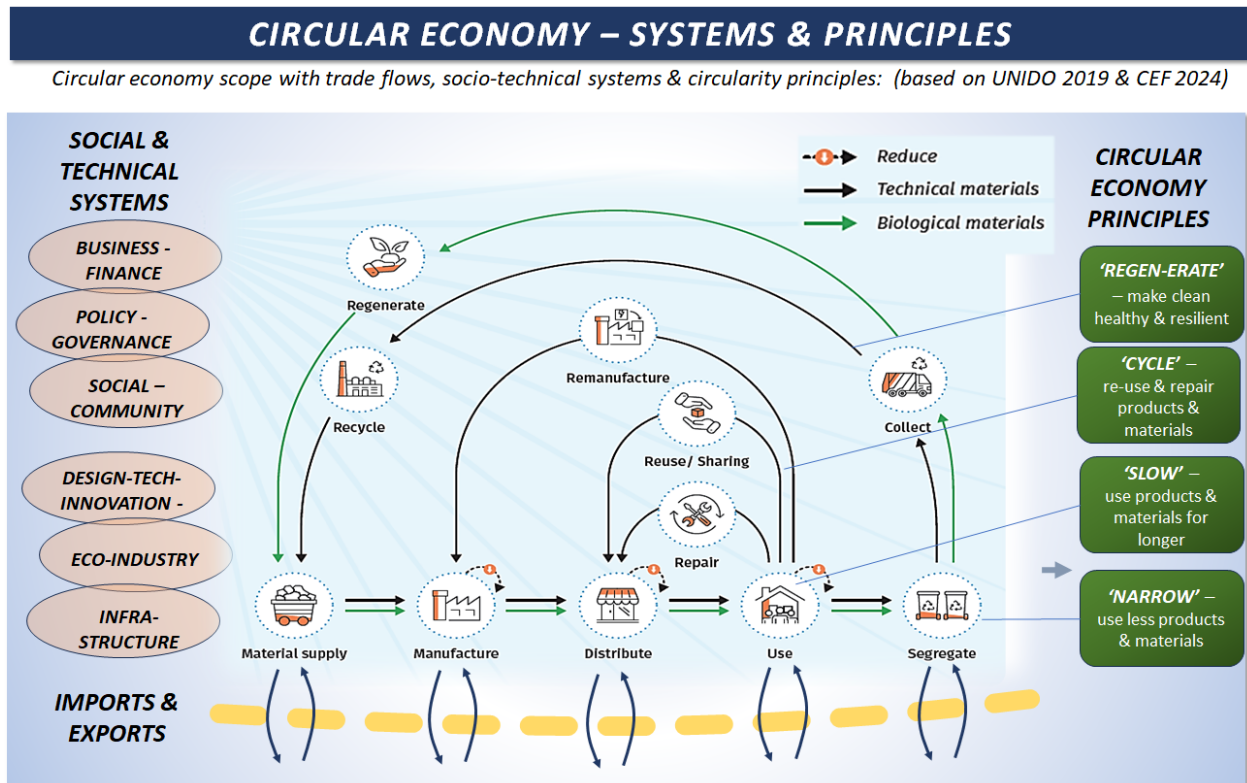 CIRCULAR ECONOMY – SYSTEMS & PRINCIPLES
Circular economy scope with trade flows, socio-technical systems & circularity principles:  (based on UNIDO 2019 & CEF 2024)
SOCIAL &
TECHNICAL
SYSTEMS
BUSINESS -
FINANCE
POLICY -
GOVERNANCE
SOCIAL –
COMMUNITY
DESIGN-TECH-
INNOVATION -
ECO-INDUSTRY
INFRA-
STRUCTURE
IMPORTS &
EXPORTS
Reduce
Technical materials
Biological materials
Regenerate
Remanufacture
Recycle
Collect
Reuse/ Sharing
Repair
Material supply
Manufacture
Distribute
Use
Segregate
CIRCULAR
ECONOMY
PRINCIPLES
‘REGEN-ERATE’
– make clean
healthy & resilient
‘CYCLE’ –
re-use & repair
products &
materials
‘SLOW’ –
use products &
materials for
longer
‘NARROW’ –
use less products
& materials